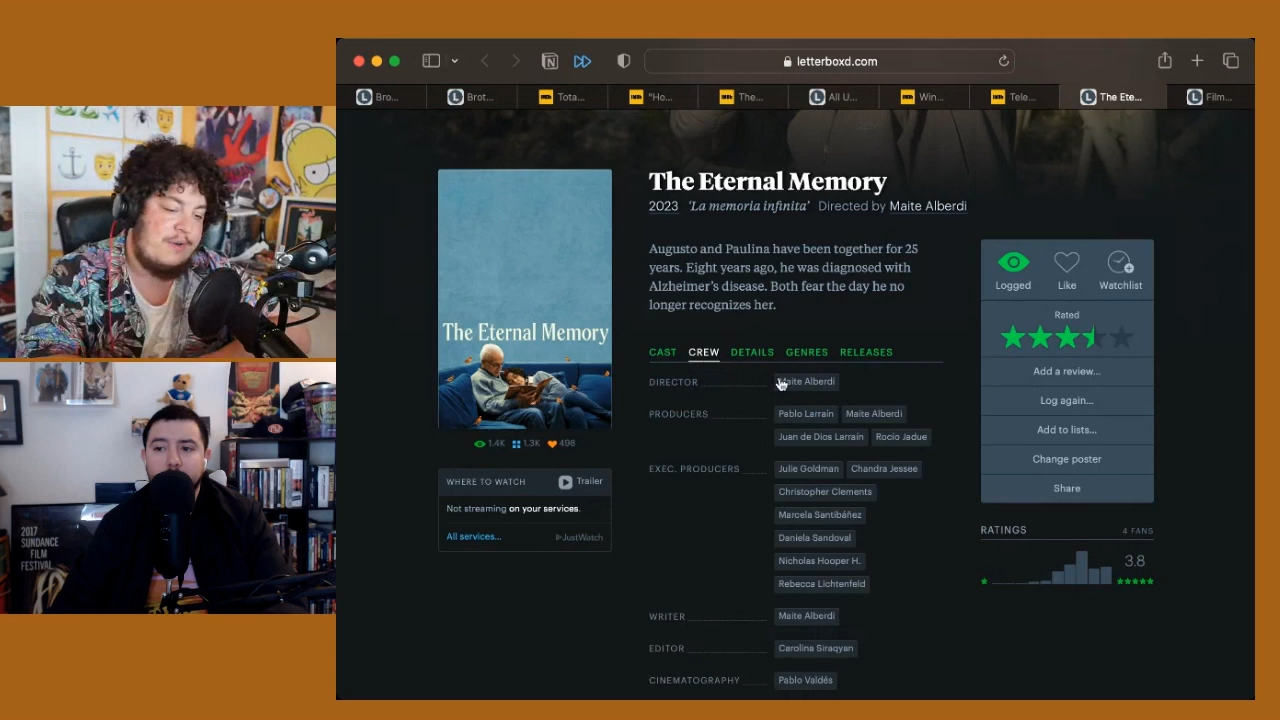 letterboxd.com
Bro...
Brot...
Tota...
"Ho...
The...
All U...
Win...
Tele...
The Ete...
Film...
The Eternal Memory
2023 'La memoria infinita' Directed by Maite Alberdi
Augusto and Paulina have been together for 25
years. Eight years ago, he was diagnosed with
Alzheimer's disease. Both fear the day he no
longer recognizes her.
The Eternal Memory
1.4K 1.3K 498
WHERE TO WATCH Trailer
Not streaming on your services.
All services... JustWatch
CAST CREW DETAILS GENRES RELEASES
DIRECTOR Maite Alberdi
PRODUCERS Pablo Larraín Maite Alberdi
Juan de Dios Larraín Rocío Jadue
EXEC. PRODUCERS Julie Goldman Chandra Jessee
Christopher Clements
Marcela Santibáñez
Daniela Sandoval
Nicholas Hooper H.
Rebecca Lichtenfeld
WRITER Maite Alberdi
EDITOR Carolina Siraqyan
CINEMATOGRAPHY Pablo Valdés
Logged Like Watchlist
Rated
Add a review...
Log again...
Add to lists...
Change poster
Share
RATINGS 4 FANS
3.8
2017
SUNDANCE
FILM
FESTIVAL